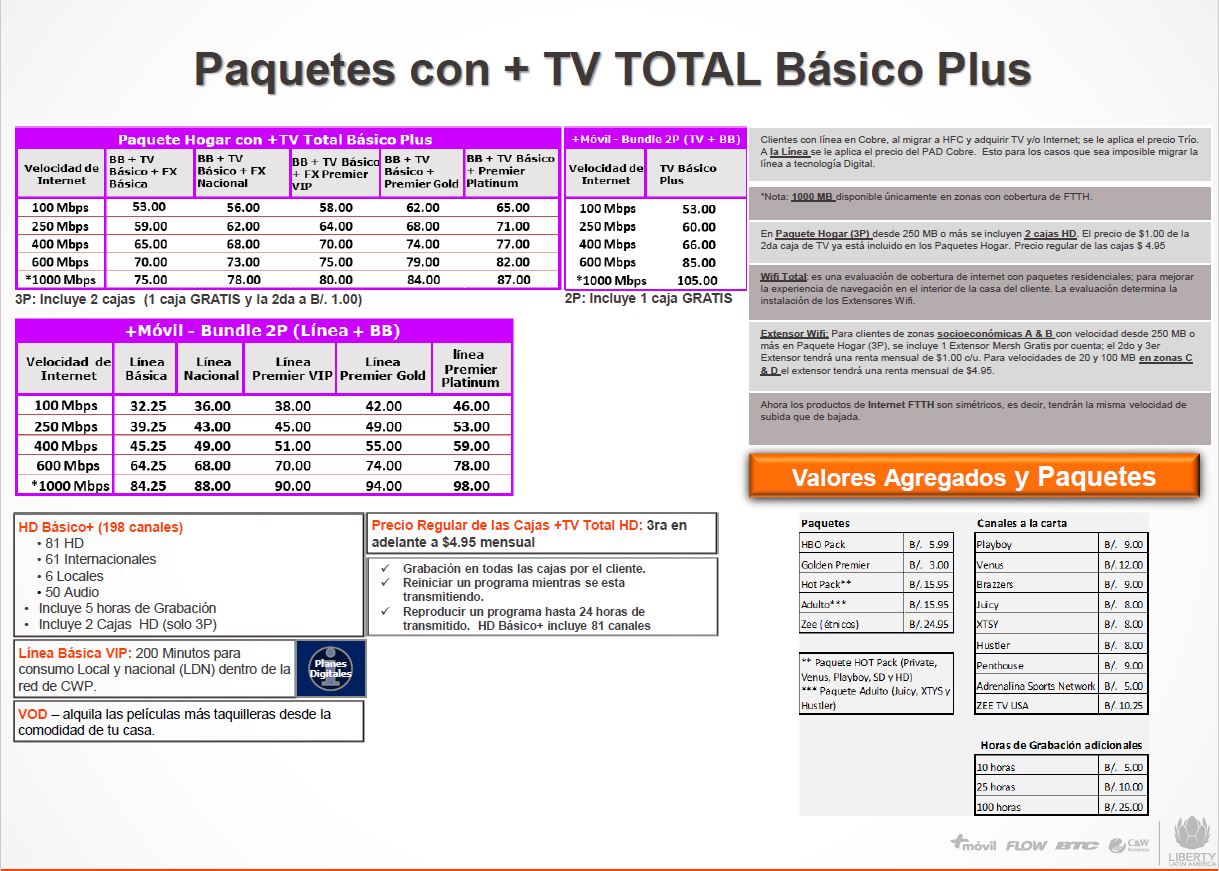 Paquetes con + TV TOTAL Básico Plus
Paquete Hogar con +TV Total Básico Plus
Velocidad de Internet | BB + TV Básico + FX Básica | BB + TV Básico + FX Nacional | BB + TV Básico + FX Premier VIP | BB + TV Básico + Premier Gold | BB + TV Básico + Premier Platinum
100 Mbps 53.00 56.00 58.00 62.00 65.00
250 Mbps 59.00 62.00 64.00 68.00 71.00
400 Mbps 65.00 68.00 70.00 74.00 77.00
600 Mbps 70.00 73.00 75.00 79.00 82.00
*1000 Mbps 75.00 78.00 80.00 84.00 87.00
3P: Incluye 2 cajas (1 caja GRATIS y la 2da a B/. 1.00)
+Móvil - Bundle 2P (TV + BB)
Velocidad de Internet | TV Básico Plus
100 Mbps 53.00
250 Mbps 60.00
400 Mbps 66.00
600 Mbps 85.00
*1000 Mbps 105.00
2P: Incluye 1 caja GRATIS
+Móvil - Bundle 2P (Línea + BB)
Velocidad de Internet | Línea Básica | Línea Nacional | Línea Premier VIP | Línea Premier Gold | línea Premier Platinum
100 Mbps 32.25 36.00 38.00 42.00 46.00
250 Mbps 39.25 43.00 45.00 49.00 53.00
400 Mbps 45.25 49.00 51.00 55.00 59.00
600 Mbps 64.25 68.00 70.00 74.00 78.00
*1000 Mbps 84.25 88.00 90.00 94.00 98.00
Clientes con línea en Cobre, al migrar a HFC y adquirir TV y/o Internet; se le aplica el precio Trío.
A la Línea se le aplica el precio del PAD Cobre. Esto para los casos que sea imposible migrar la
línea a tecnología Digital.
*Nota: 1000 MB disponible únicamente en zonas con cobertura de FTTH.
En Paquete Hogar (3P) desde 250 MB o más se incluyen 2 cajas HD. El precio de $1.00 de la
2da caja de TV ya está incluido en los Paquetes Hogar. Precio regular de las cajas $ 4.95
Wifi Total: es una evaluación de cobertura de internet con paquetes residenciales; para mejorar
la experiencia de navegación en el interior de la casa del cliente. La evaluación determina la
instalación de los Extensores Wifi.
Extensor Wifi: Para clientes de zonas socioeconómicas A & B con velocidad desde 250 MB o
más en Paquete Hogar (3P), se incluye 1 Extensor Mersh Gratis por cuenta; el 2do y 3er
Extensor tendrá una renta mensual de $1.00 c/u. Para velocidades de 20 y 100 MB en zonas C
& D el extensor tendrá una renta mensual de $4.95.
Ahora los productos de Internet FTTH son simétricos, es decir, tendrán la misma velocidad de
subida que de bajada.
Valores Agregados y Paquetes
HD Básico+ (198 canales)
• 81 HD
• 61 Internacionales
• 6 Locales
• 50 Audio
• Incluye 5 horas de Grabación
• Incluye 2 Cajas HD (solo 3P)
Línea Básica VIP: 200 Minutos para
consumo Local y nacional (LDN) dentro de la
red de CWP.
Planes
Digitales
VOD – alquila las películas más taquilleras desde la
comodidad de tu casa.
Precio Regular de las Cajas +TV Total HD: 3ra en
adelante a $4.95 mensual
✓ Grabación en todas las cajas por el cliente.
✓ Reiniciar un programa mientras se esta
transmitiendo.
✓ Reproducir un programa hasta 24 horas de
transmitido. HD Básico+ incluye 81 canales
Paquetes
HBO Pack B/. 5.99
Golden Premier B/. 3.00
Hot Pack** B/. 15.95
Adulto*** B/. 15.95
Zee (étnicos) B/. 24.95
** Paquete HOT Pack (Private,
Venus, Playboy, SD y HD)
*** Paquete Adulto (Juicy, XTYS y
Hustler)
Canales a la carta
Playboy B/. 9.00
Venus B/. 12.00
Brazzers B/. 9.00
Juicy B/. 8.00
XTSY B/. 8.00
Hustler B/. 8.00
Penthouse B/. 9.00
Adrenalina Sports Network B/. 5.00
ZEE TV USA B/. 10.25
Horas de Grabación adicionales
10 horas B/. 5.00
25 horas B/. 10.00
100 horas B/. 25.00
+móvil FLOW BTC C&W Business
LIBERTY
LATIN AMERICA